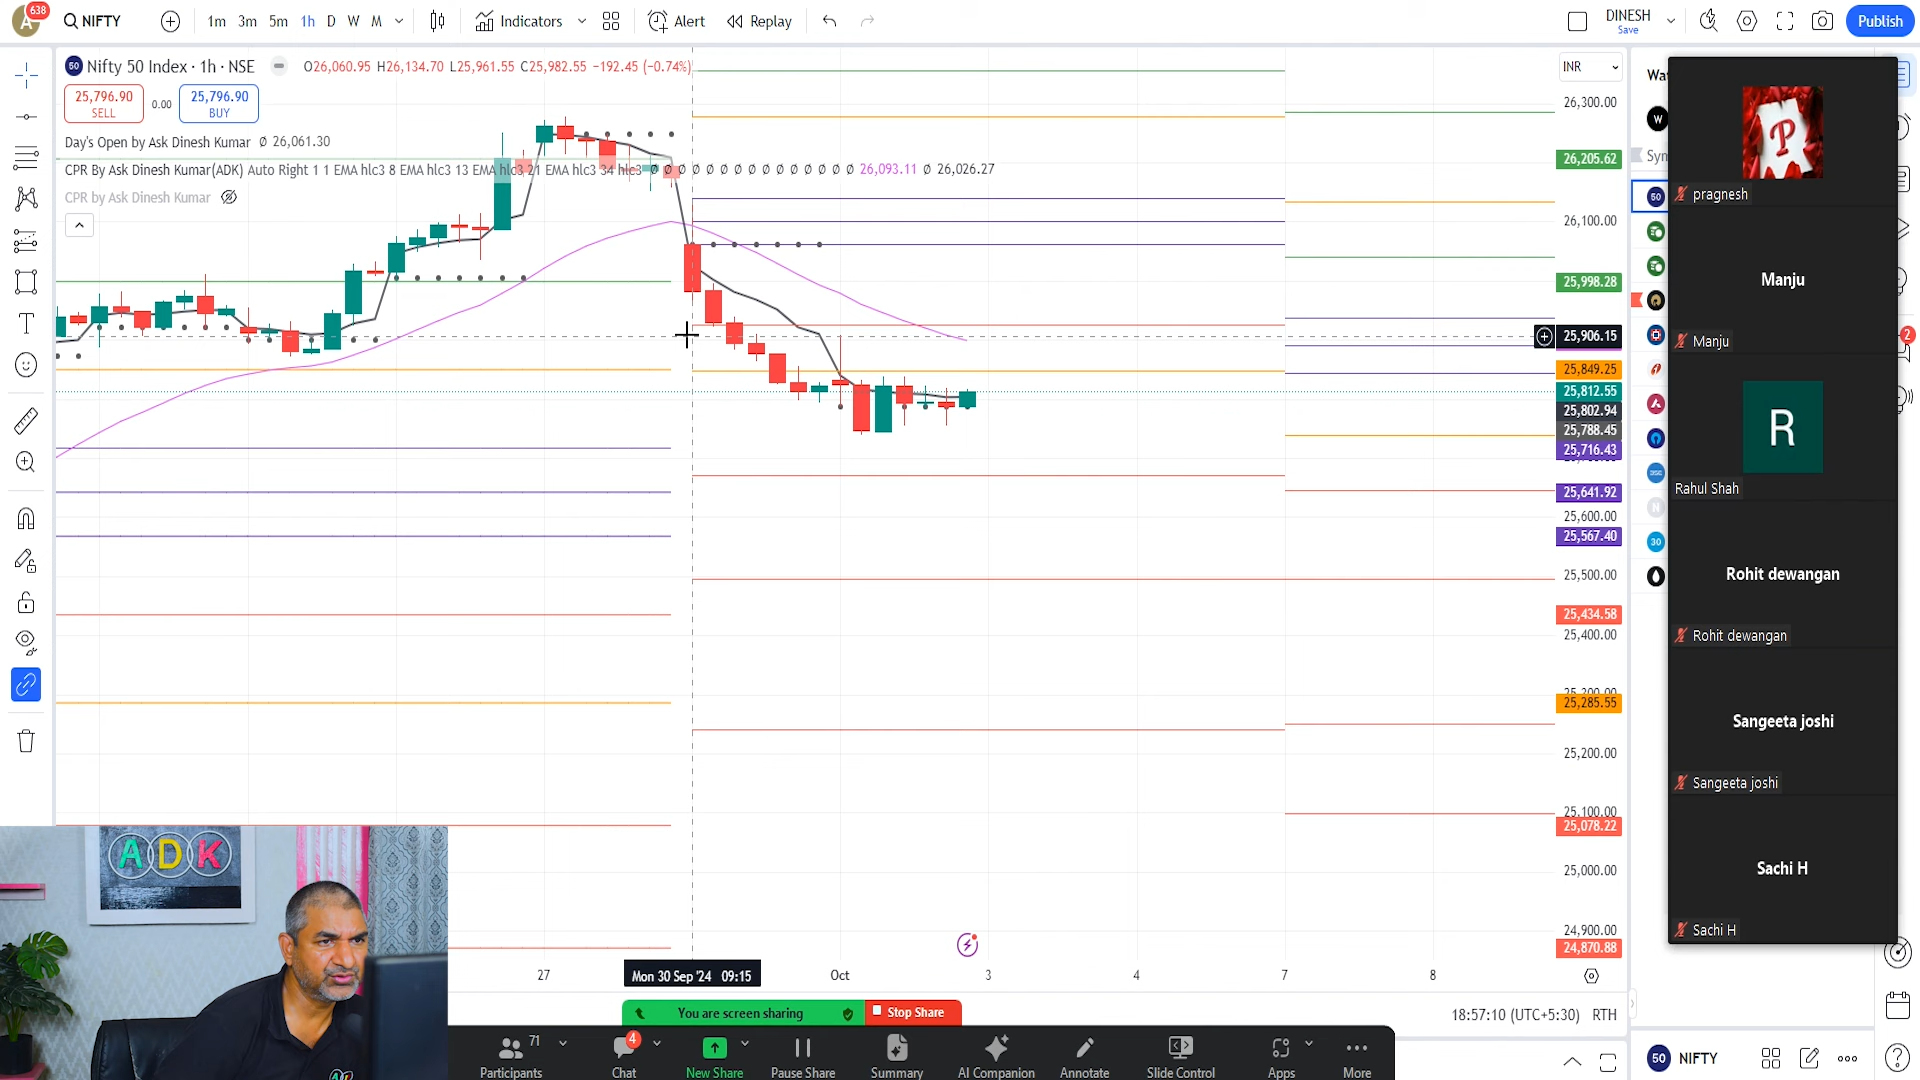 638
A
NIFTY
1m 3m 5m 1h D W M
Indicators
Alert
Replay
DINESH
Save
Publish
50 Nifty 50 Index · 1h · NSE
O26,060.95 H26,134.70 L25,961.55 C25,982.55 −192.45 (−0.74%)
INR
25,796.90
SELL
0.00
25,796.90
BUY
Day's Open by Ask Dinesh Kumar Ø 26,061.30
CPR By Ask Dinesh Kumar(ADK) Auto Right 1 1 EMA hlc3 8 EMA hlc3 13 EMA hlc3 21 EMA hlc3 34 hlc3 Ø Ø Ø Ø Ø Ø Ø Ø Ø Ø Ø Ø Ø Ø Ø 26,093.11 Ø 26,026.27
CPR by Ask Dinesh Kumar
26,300.00
26,205.62
26,100.00
25,998.28
25,906.15
25,849.25
25,812.55
25,802.94
25,788.45
25,716.43
25,641.92
25,600.00
25,567.40
25,500.00
25,434.58
25,400.00
25,285.55
25,200.00
25,100.00
25,078.22
25,000.00
24,900.00
24,870.88
27
Mon 30 Sep '24 09:15
Oct
3
4
7
8
18:57:10 (UTC+5:30) RTH
Wat
W
Sym
50
30
N
2
P
pragnesh
Manju
Manju
R
Rahul Shah
Rohit dewangan
Rohit dewangan
Sangeeta joshi
Sangeeta joshi
Sachi H
Sachi H
ADK
You are screen sharing
Stop Share
71
4
Participants
Chat
New Share
Pause Share
Summary
AI Companion
Annotate
Slide Control
Apps
More
50 NIFTY